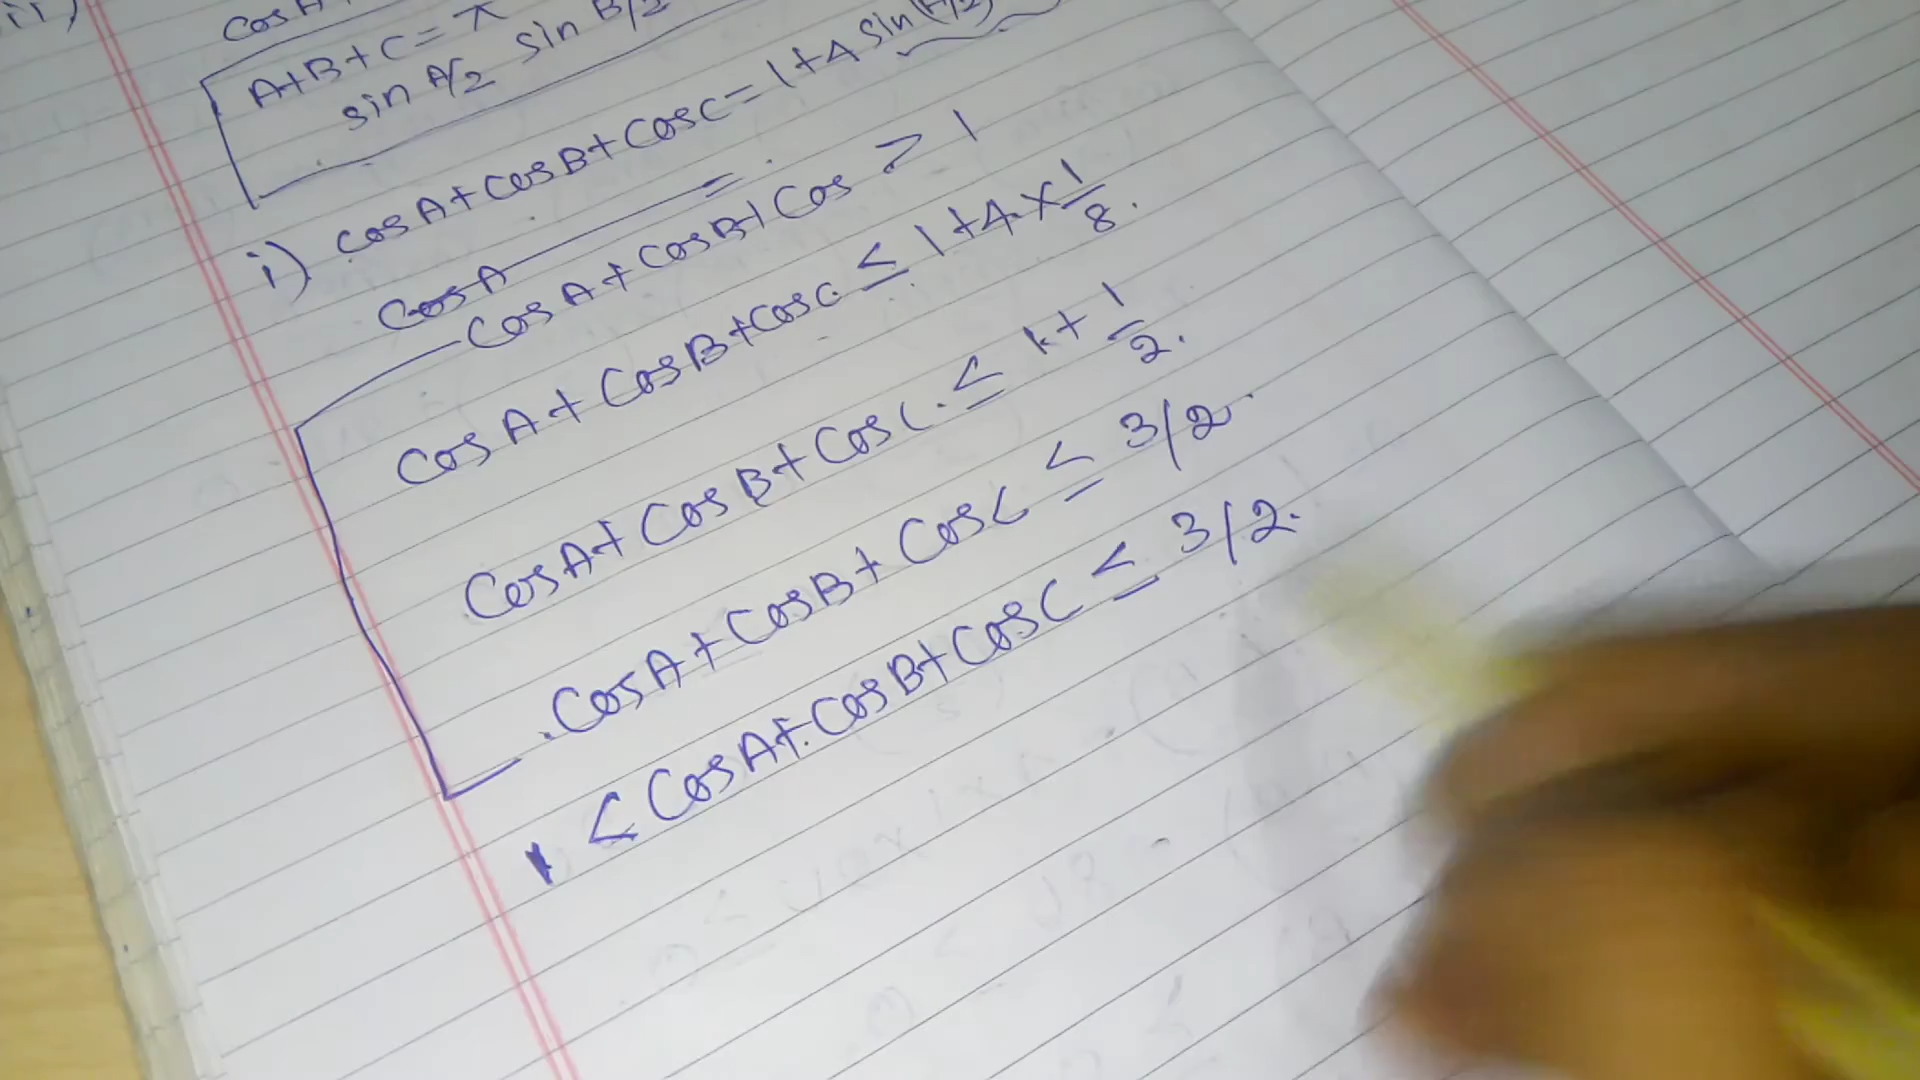 ii)
cos A
A+B+C = π
sin A/2 sin B/2
i) cos A + cos B + cos C = 1 + 4 sin (A/2)
cos A =
cos A + cos B + cos > 1
cos A + cos B + cos C. ≤ 1 + 4 × 1/8.
cos A + cos B + cos C. ≤ 1 + 1/2.
cos A + cos B + cos C ≤ 3/2.
1 < cos A + cos B + cos C ≤ 3/2.